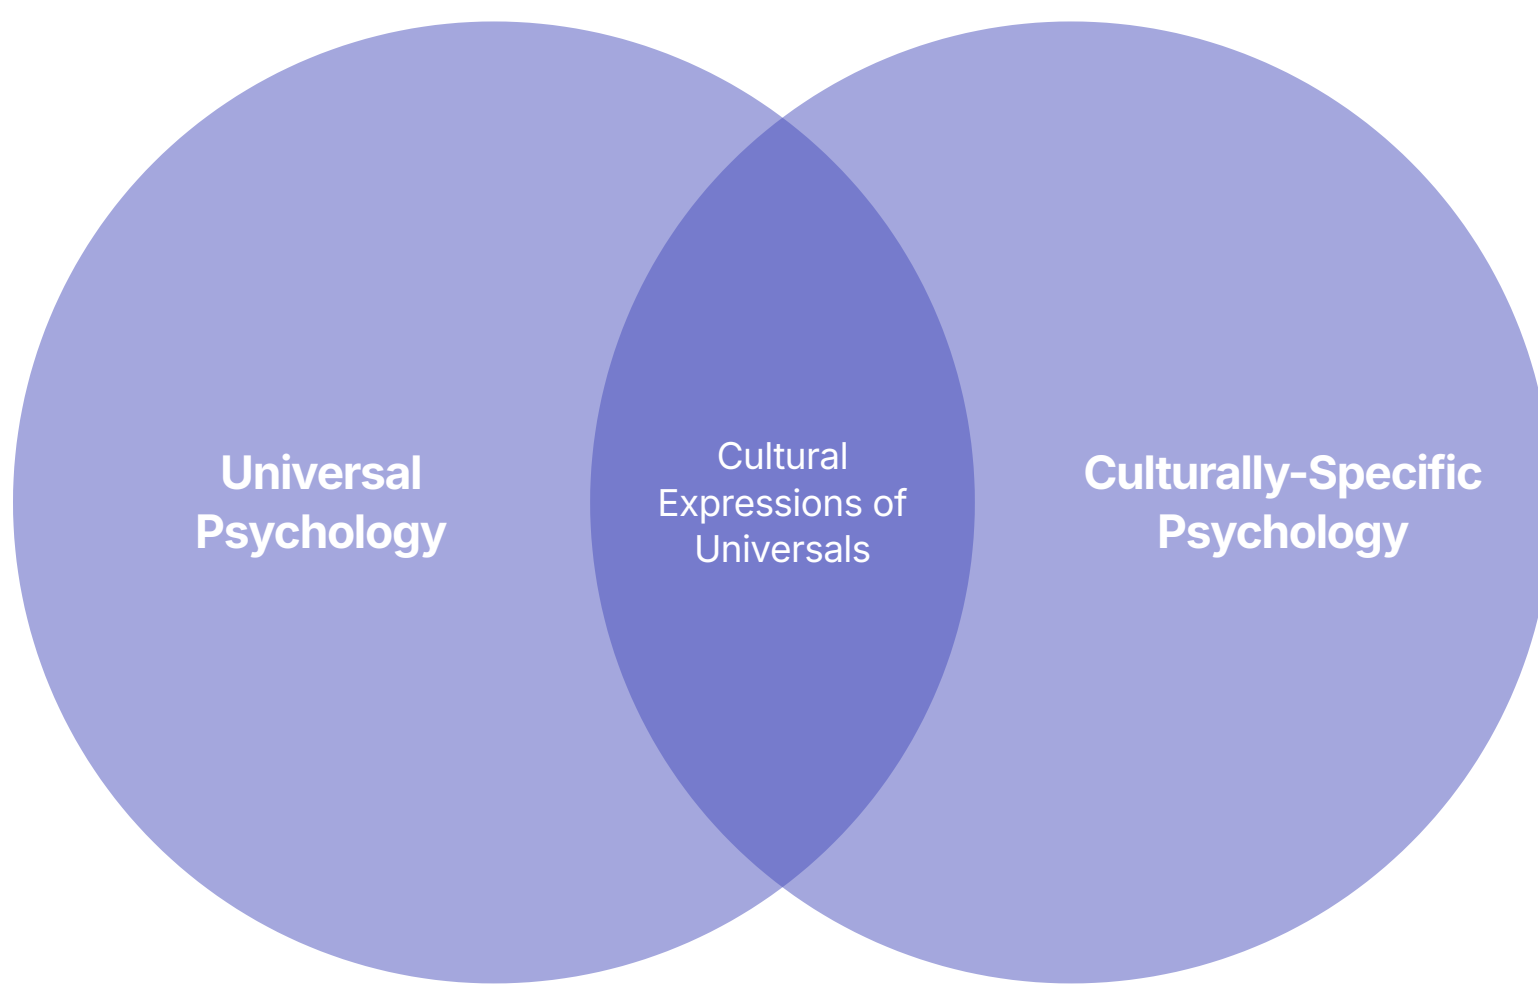 Universal
Psychology
Cultural
Expressions of
Universals
Culturally-Specific
Psychology